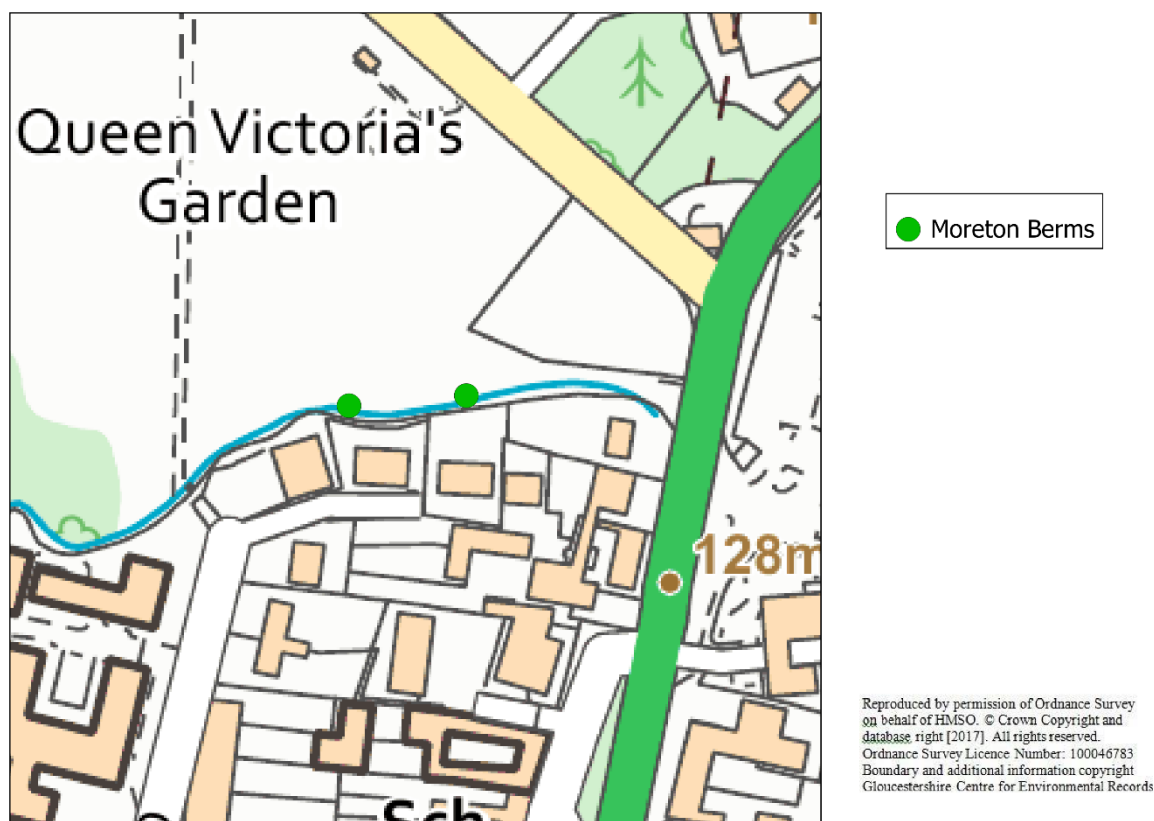 Queen Victoria's
Garden
Moreton Berms
128m
Sch
Reproduced by permission of Ordnance Survey
on behalf of HMSO. © Crown Copyright and
database right [2017]. All rights reserved.
Ordnance Survey Licence Number: 100046783
Boundary and additional information copyright
Gloucestershire Centre for Environmental Records